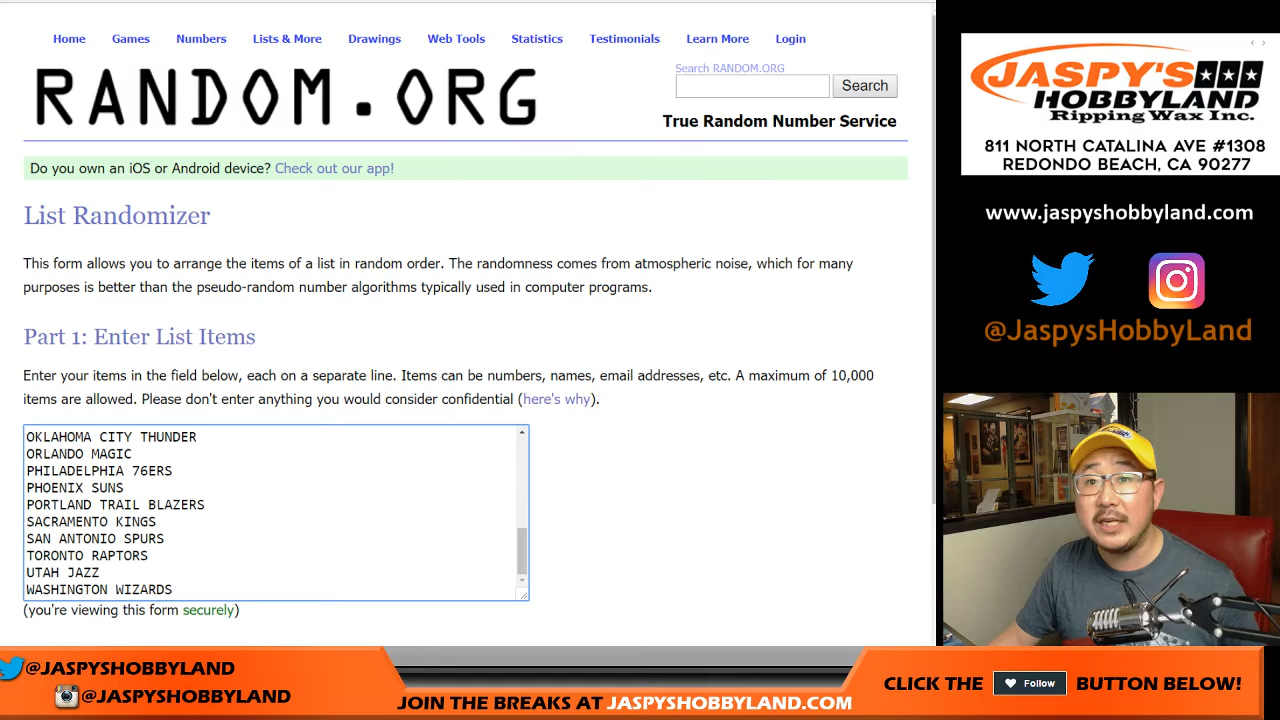 Home Games Numbers Lists & More Drawings Web Tools Statistics Testimonials Learn More Login
RANDOM.ORG
Search RANDOM.ORG
Search
True Random Number Service
Do you own an iOS or Android device? Check out our app!
List Randomizer
This form allows you to arrange the items of a list in random order. The randomness comes from atmospheric noise, which for many
purposes is better than the pseudo-random number algorithms typically used in computer programs.
Part 1: Enter List Items
Enter your items in the field below, each on a separate line. Items can be numbers, names, email addresses, etc. A maximum of 10,000
items are allowed. Please don't enter anything you would consider confidential (here's why).
OKLAHOMA CITY THUNDER
ORLANDO MAGIC
PHILADELPHIA 76ERS
PHOENIX SUNS
PORTLAND TRAIL BLAZERS
SACRAMENTO KINGS
SAN ANTONIO SPURS
TORONTO RAPTORS
UTAH JAZZ
WASHINGTON WIZARDS
(you're viewing this form securely)
JASPY'S
HOBBYLAND
Ripping Wax Inc.
811 NORTH CATALINA AVE #1308
REDONDO BEACH, CA 90277
www.jaspyshobbyland.com
@JaspysHobbyLand
@JASPYSHOBBYLAND
@JASPYSHOBBYLAND
JOIN THE BREAKS AT JASPYSHOBBYLAND.COM
CLICK THE Follow BUTTON BELOW!